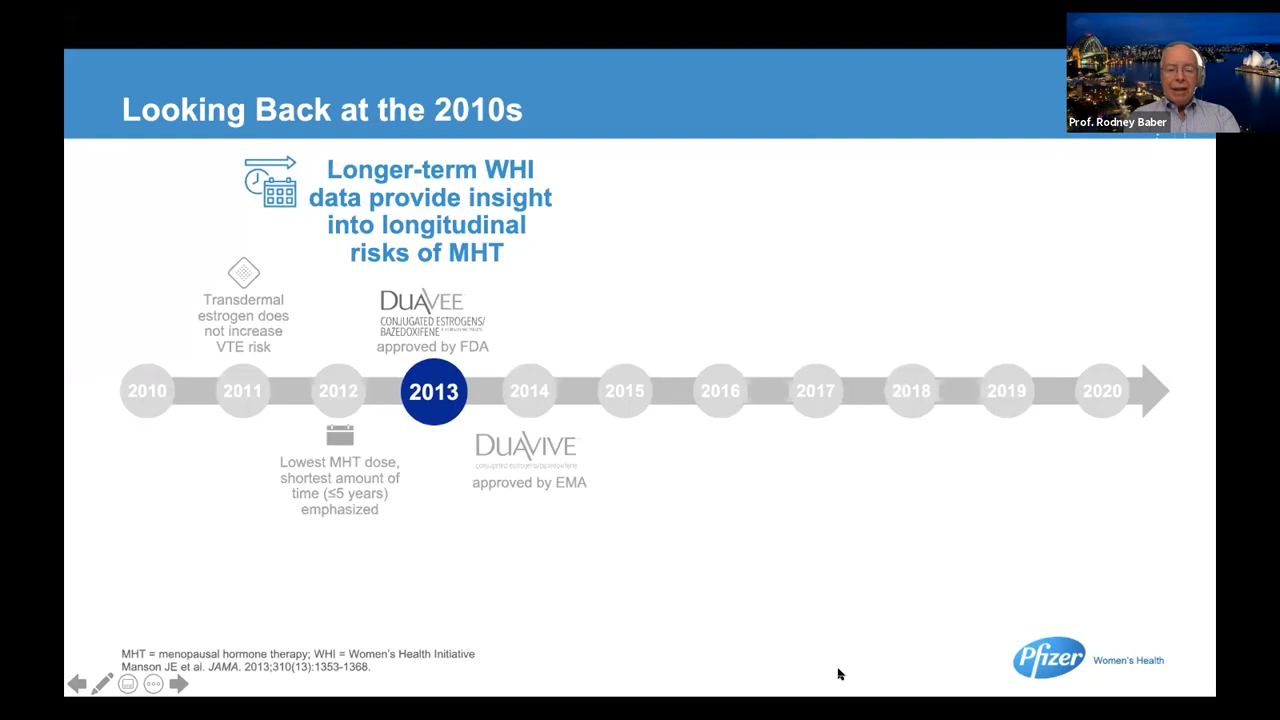 Looking Back at the 2010s
Prof. Rodney Baber
Longer-term WHI
data provide insight
into longitudinal
risks of MHT
Transdermal
estrogen does
not increase
VTE risk
DUAVEE
CONJUGATED ESTROGENS/
BAZEDOXIFENE
approved by FDA
2010 2011 2012 2013 2014 2015 2016 2017 2018 2019 2020
Lowest MHT dose,
shortest amount of
time (≤5 years)
emphasized
DUAVIVE
conjugated estrogens/bazedoxifene
approved by EMA
MHT = menopausal hormone therapy; WHI = Women's Health Initiative
Manson JE et al. JAMA. 2013;310(13):1353-1368.
Pfizer Women's Health